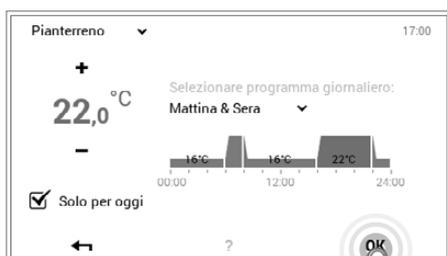 Pianterreno
17:00
+
22,0 °C
−
Selezionare programma giornaliero:
Mattina & Sera
16°C 16°C 22°C
00:00 12:00 24:00
Solo per oggi
? OK